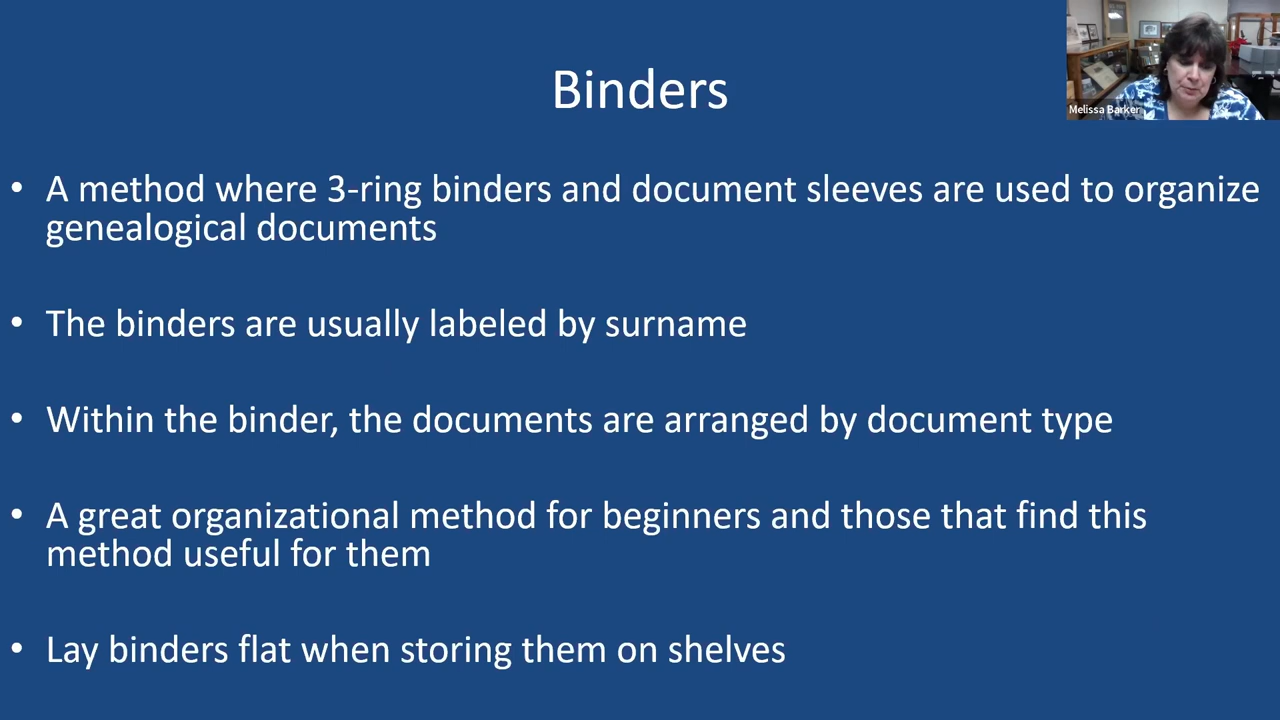 Binders
Melissa Barker
• A method where 3-ring binders and document sleeves are used to organize
genealogical documents
• The binders are usually labeled by surname
• Within the binder, the documents are arranged by document type
• A great organizational method for beginners and those that find this
method useful for them
• Lay binders flat when storing them on shelves